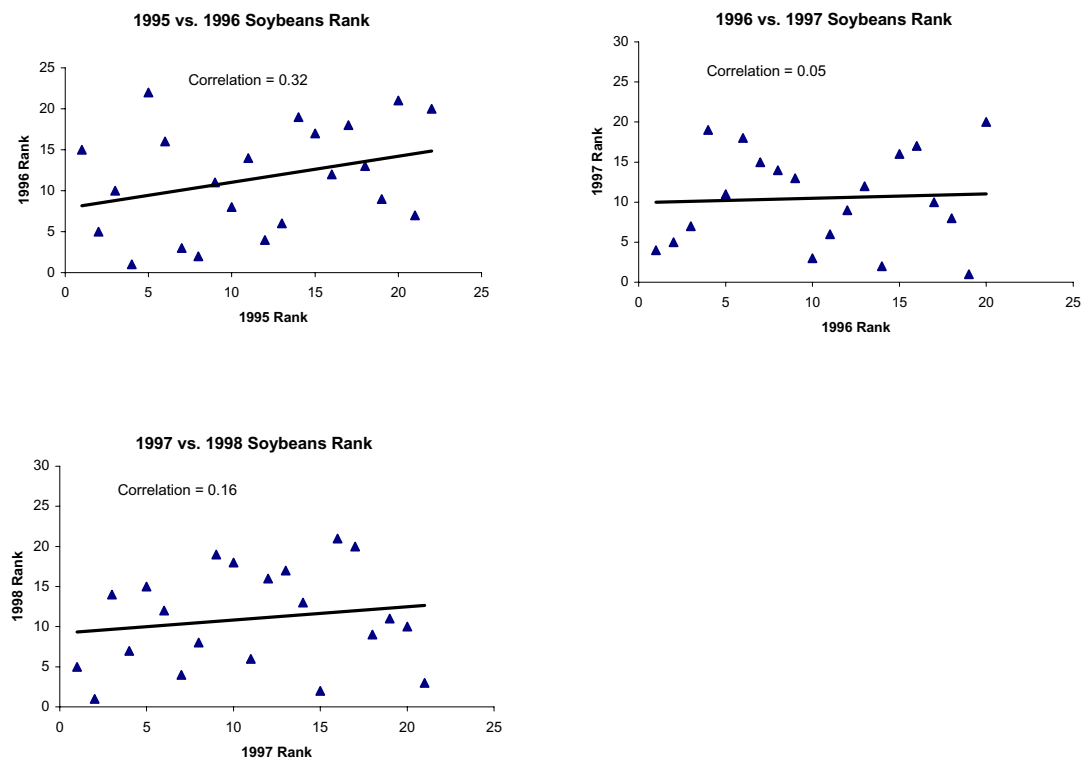 1995 vs. 1996 Soybeans Rank
Correlation = 0.32
25
20
15
10
5
0
1996 Rank
0 5 10 15 20 25
1995 Rank
1996 vs. 1997 Soybeans Rank
Correlation = 0.05
30
25
20
15
10
5
0
1997 Rank
0 5 10 15 20 25
1996 Rank
1997 vs. 1998 Soybeans Rank
Correlation = 0.16
30
25
20
15
10
5
0
1998 Rank
0 5 10 15 20 25
1997 Rank